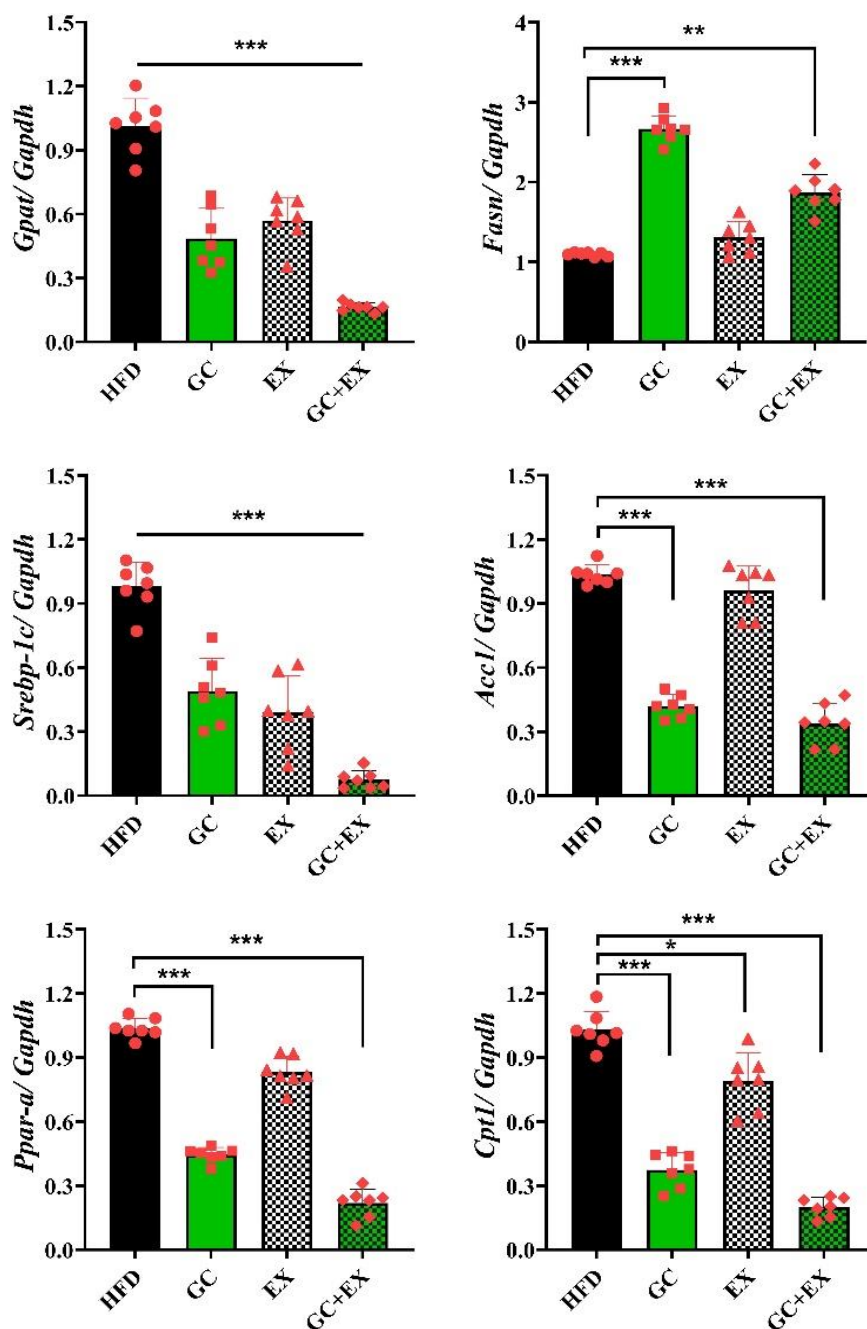 Gpat/ Gapdh
1.5
1.2
0.9
0.6
0.3
0.0
***
HFD
GC
EX
GC+EX
Fasn/ Gapdh
4
3
2
1
0
**
***
HFD
GC
EX
GC+EX
Srebp-1c/ Gapdh
1.5
1.2
0.9
0.6
0.3
0.0
***
HFD
GC
EX
GC+EX
Acc1/ Gapdh
1.5
1.2
0.9
0.6
0.3
0.0
***
***
HFD
GC
EX
GC+EX
Ppar-a/ Gapdh
1.5
1.2
0.9
0.6
0.3
0.0
***
***
HFD
GC
EX
GC+EX
Cpt1/ Gapdh
1.5
1.2
0.9
0.6
0.3
0.0
***
*
***
HFD
GC
EX
GC+EX